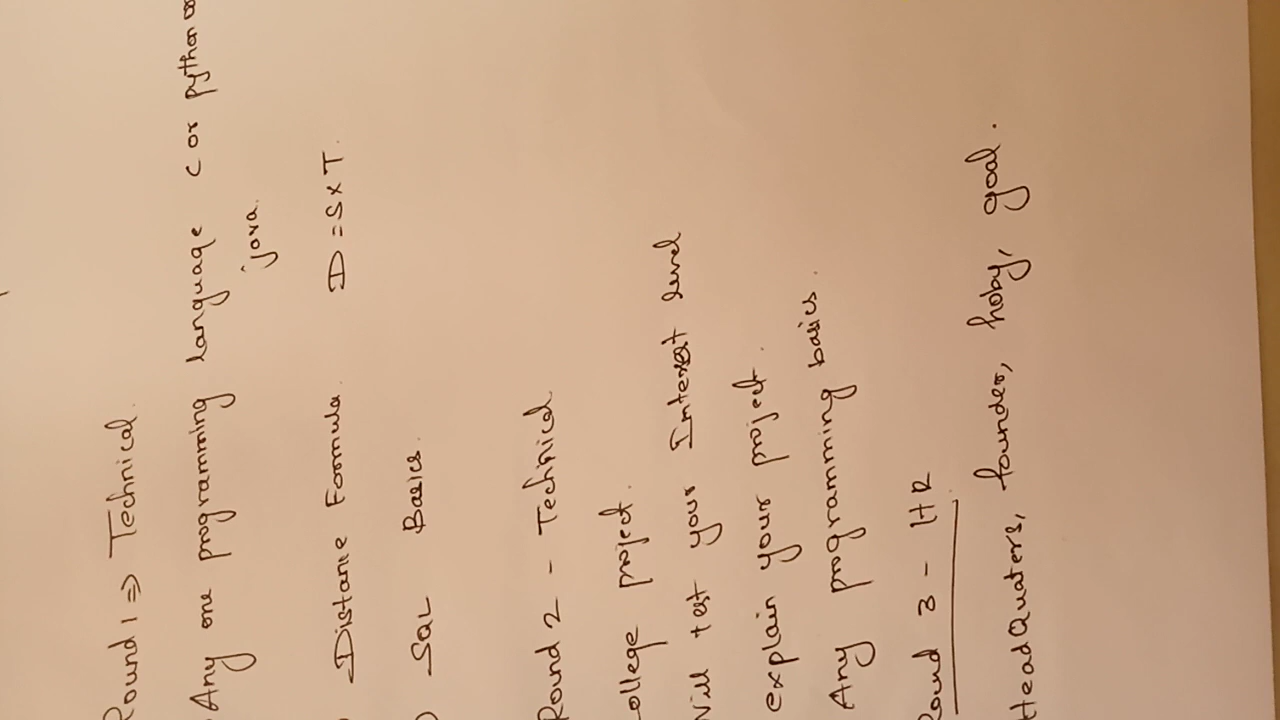 Round 1 => Technical.
Any one programming language c or python or
java.
Distance Formula. D = S x T.
SQL Basics.
Round 2 - Technical
College project.
Will test your Interest level
explain your project.
Any programming basics.
Round 3 - HR
HeadQuaters, founder, hoby, goal.